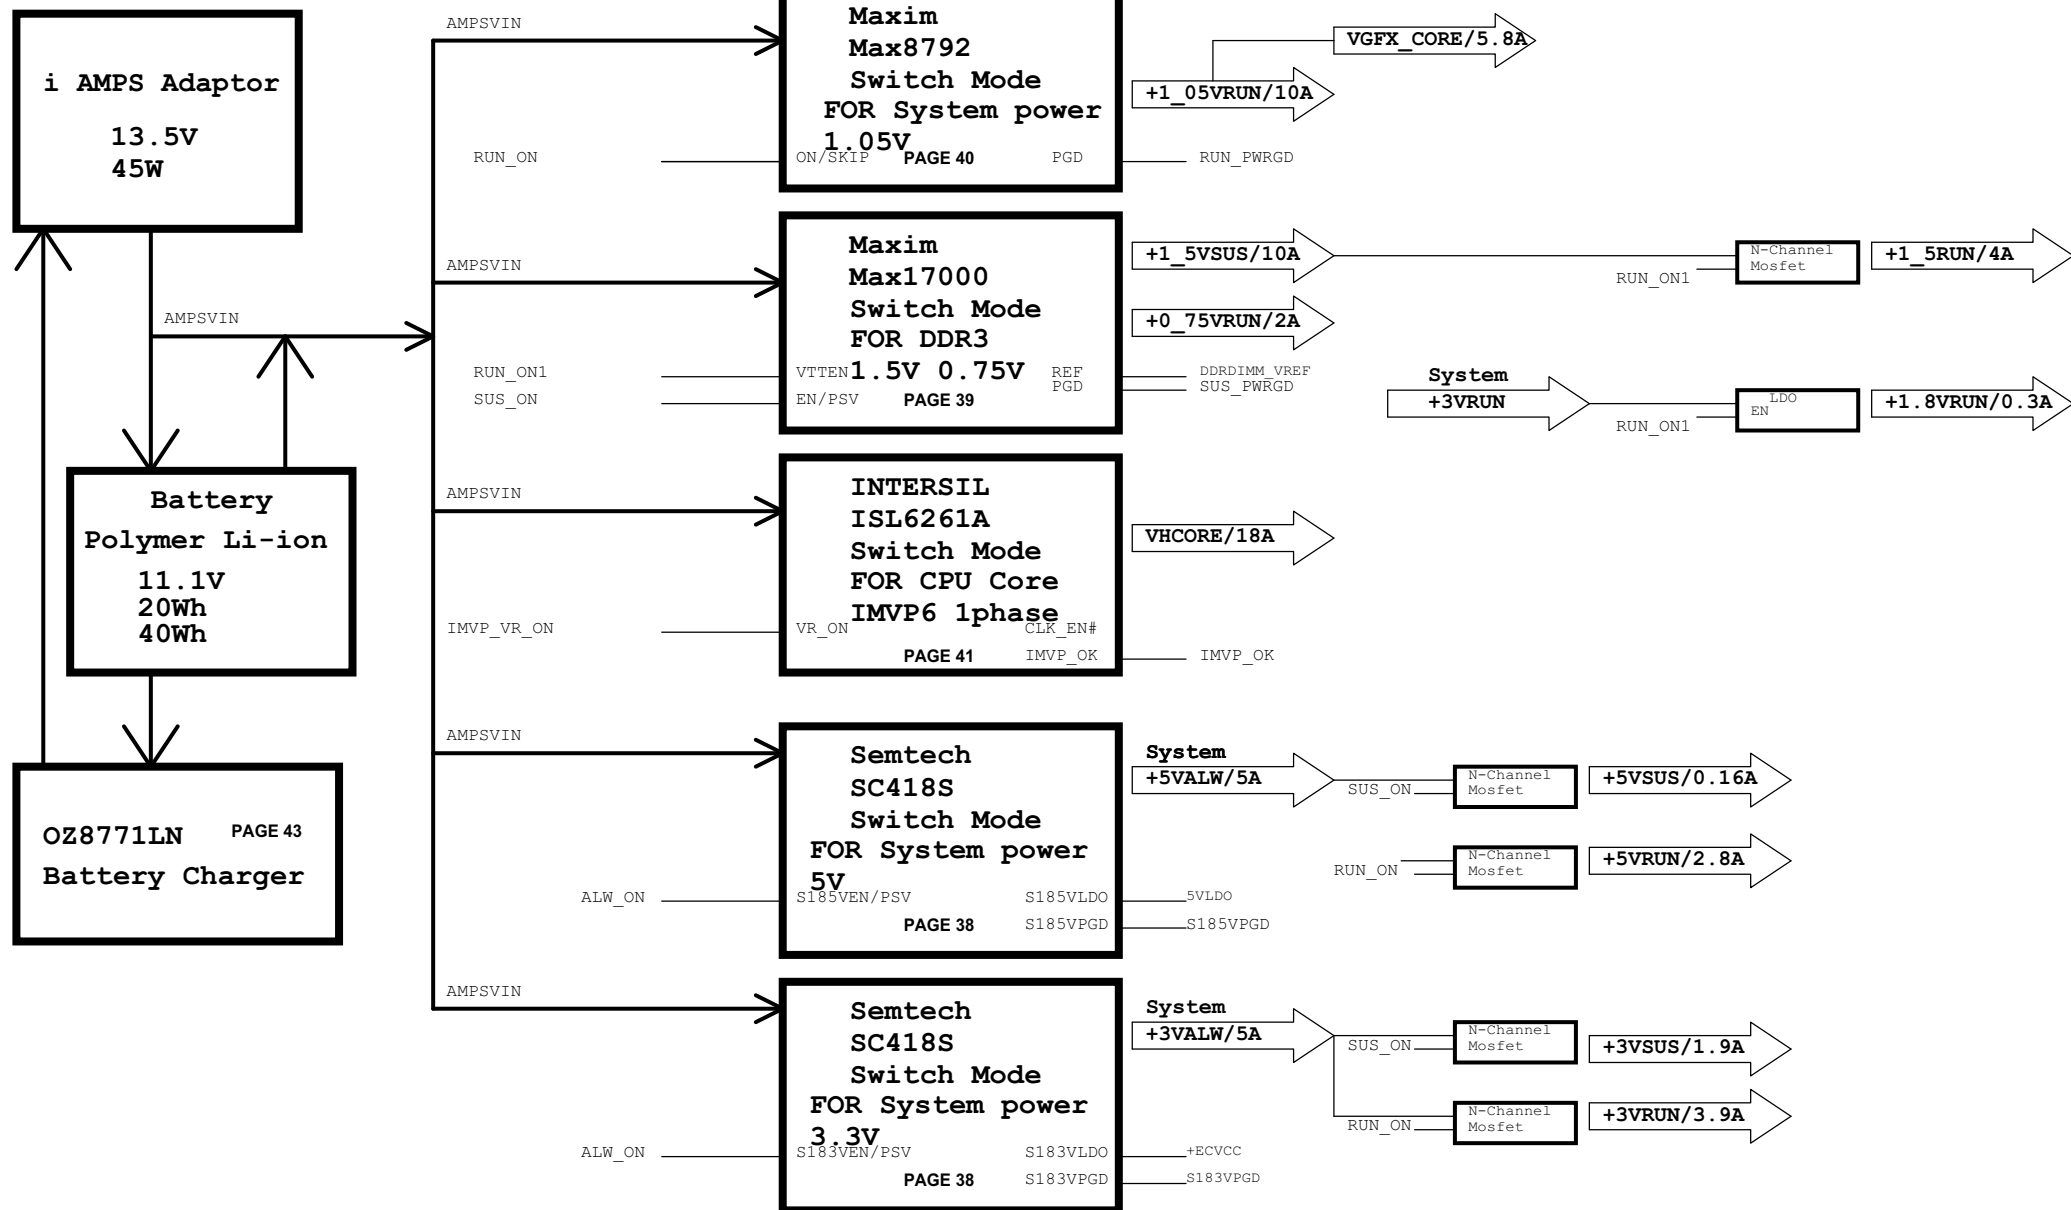 i AMPS Adaptor
13.5V
45W
AMPSVIN
Battery
Polymer Li-ion
11.1V
20Wh
40Wh
OZ8771LN PAGE 43
Battery Charger
AMPSVIN
Maxim
Max8792
Switch Mode
FOR System power
1.05V
RUN_ON
ON/SKIP PAGE 40 PGD
RUN_PWRGD
+1_05VRUN/10A
VGFX_CORE/5.8A
AMPSVIN
Maxim
Max17000
Switch Mode
FOR DDR3
1.5V 0.75V
RUN_ON1
SUS_ON
VTTEN
EN/PSV
REF
PGD
PAGE 39
DDRDIMM_VREF
SUS_PWRGD
+1_5VSUS/10A
+0_75VRUN/2A
RUN_ON1
N-Channel
Mosfet
+1_5RUN/4A
System
+3VRUN
RUN_ON1
LDO
EN
+1.8VRUN/0.3A
AMPSVIN
INTERSIL
ISL6261A
Switch Mode
FOR CPU Core
IMVP6 1phase
IMVP_VR_ON
VR_ON
CLK_EN#
PAGE 41
IMVP_OK
IMVP_OK
VHCORE/18A
AMPSVIN
Semtech
SC418S
Switch Mode
FOR System power
5V
ALW_ON
S185VEN/PSV
S185VLDO
5VLDO
PAGE 38
S185VPGD
S185VPGD
System
+5VALW/5A
SUS_ON
N-Channel
Mosfet
+5VSUS/0.16A
RUN_ON
N-Channel
Mosfet
+5VRUN/2.8A
AMPSVIN
Semtech
SC418S
Switch Mode
FOR System power
3.3V
ALW_ON
S183VEN/PSV
S183VLDO
+ECVCC
PAGE 38
S183VPGD
S183VPGD
System
+3VALW/5A
SUS_ON
N-Channel
Mosfet
+3VSUS/1.9A
RUN_ON
N-Channel
Mosfet
+3VRUN/3.9A